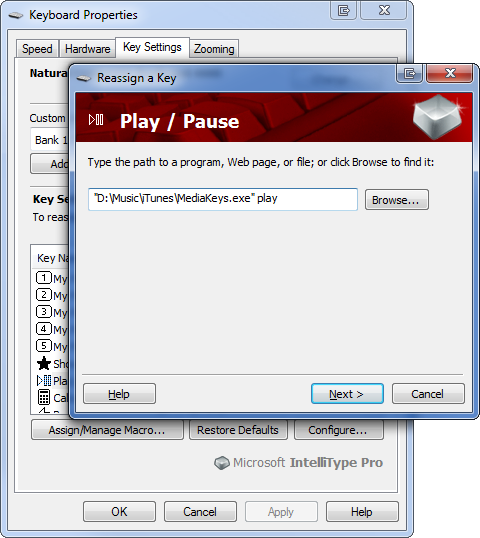 Keyboard Properties
Speed
Hardware
Key Settings
Zooming
Natura
Reassign a Key
Play / Pause
Type the path to a program, Web page, or file; or click Browse to find it:
"D:\Music\iTunes\MediaKeys.exe" play
Browse...
Help
Next >
Cancel
Custom
Bank 1
Add
Key Se
To reas
Key Na
1 My
2 My
3 My
4 My
5 My
Sho
Pla
Cal
Assign/Manage Macro...
Restore Defaults
Configure...
Microsoft IntelliType Pro
OK
Cancel
Apply
Help